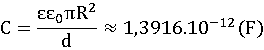 C = εε₀πR²/d ≈ 1,3916.10⁻¹² (F)